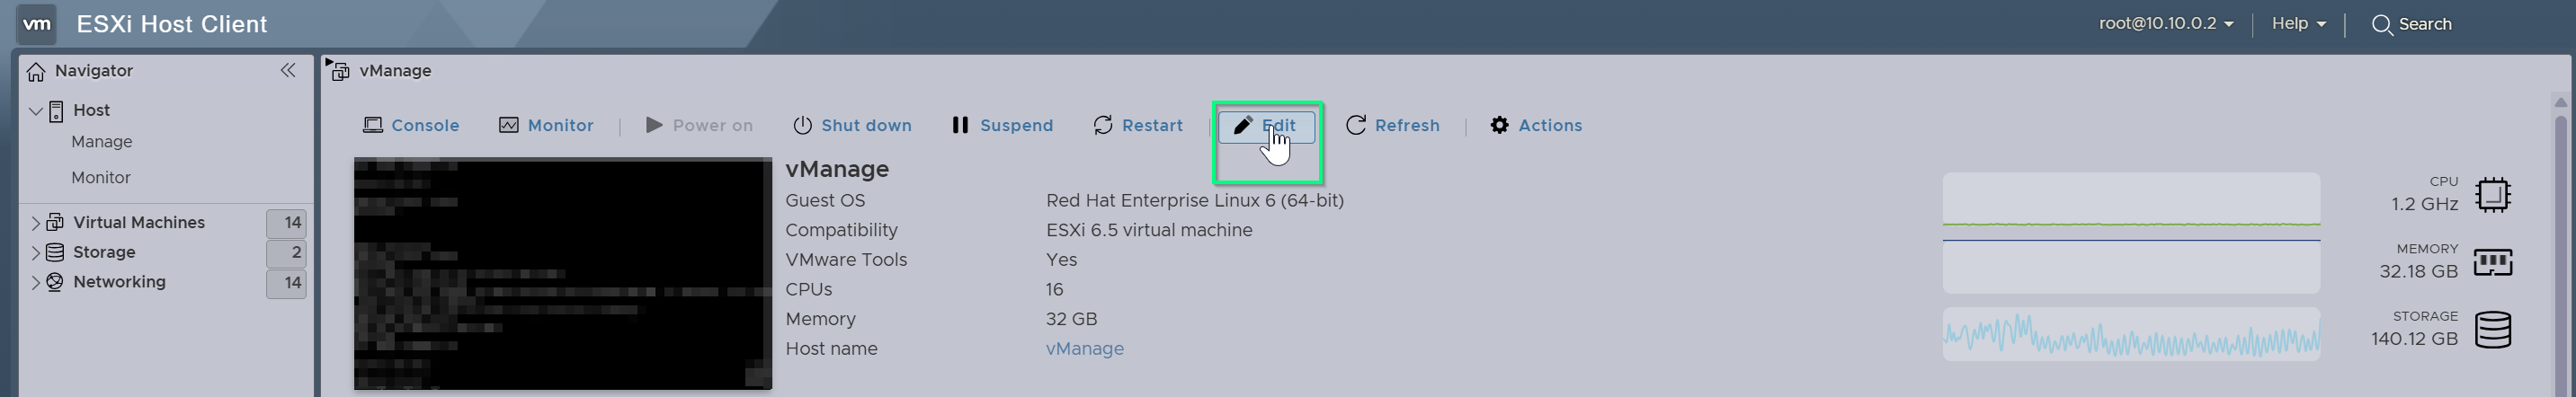 vm ESXi Host Client root@10.10.0.2 Help Search
Navigator
Host
Manage
Monitor
Virtual Machines 14
Storage 2
Networking 14
vManage
Console Monitor Power on Shut down Suspend Restart Edit Refresh Actions
vManage
Guest OS Red Hat Enterprise Linux 6 (64-bit)
Compatibility ESXi 6.5 virtual machine
VMware Tools Yes
CPUs 16
Memory 32 GB
Host name vManage
CPU
1.2 GHz
MEMORY
32.18 GB
STORAGE
140.12 GB